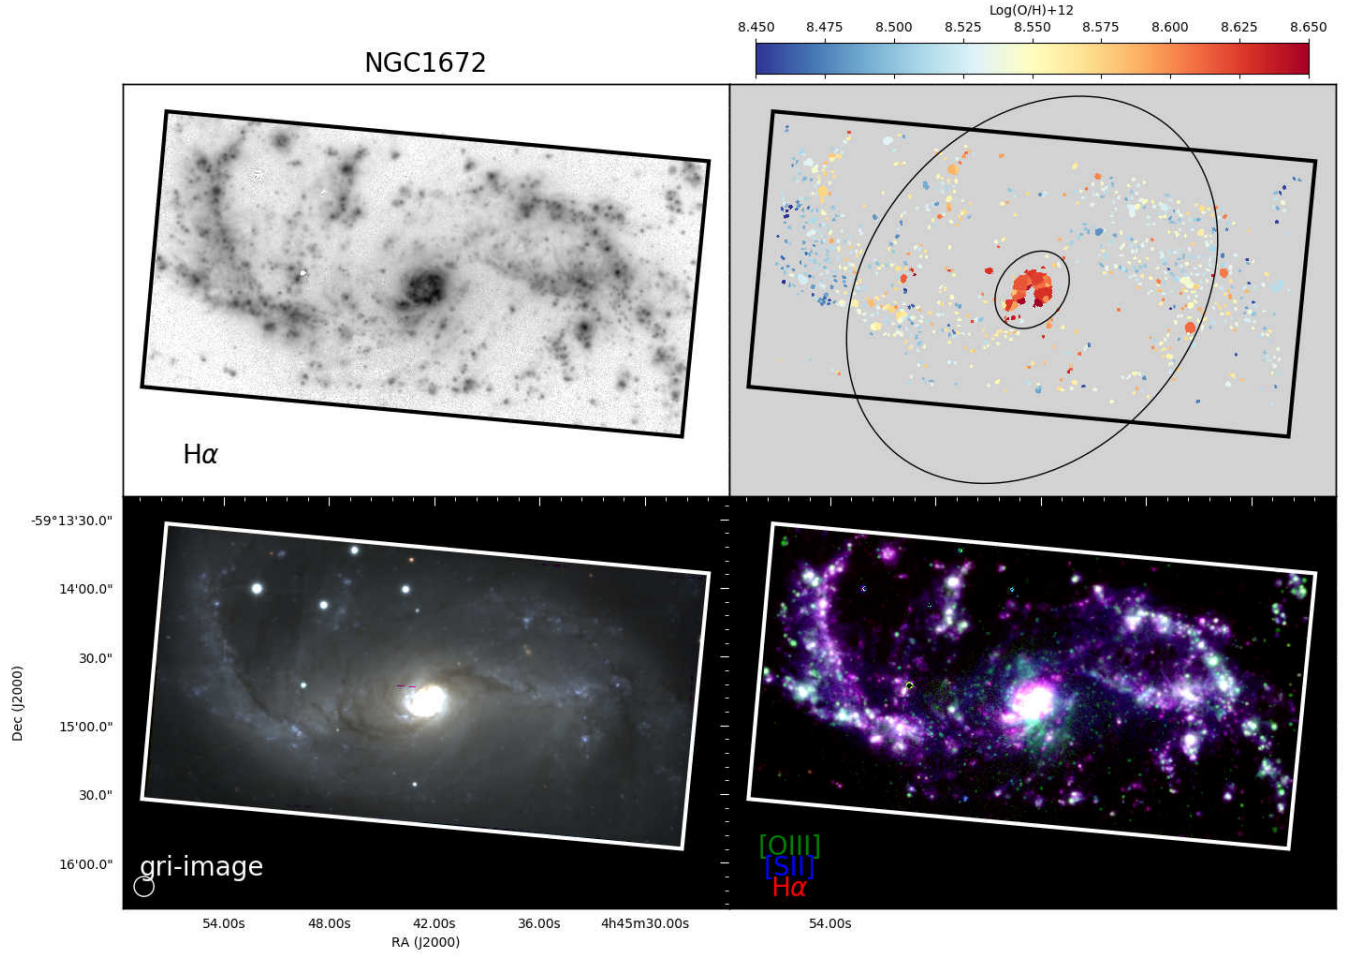 Log(O/H)+12
8.450 8.475 8.500 8.525 8.550 8.575 8.600 8.625 8.650
NGC1672
Hα
-59°13'30.0"
14'00.0"
30.0"
15'00.0"
30.0"
16'00.0"
Dec (J2000)
gri-image
[OIII]
[SII]
Hα
54.00s 48.00s 42.00s 36.00s 4h45m30.00s 54.00s
RA (J2000)